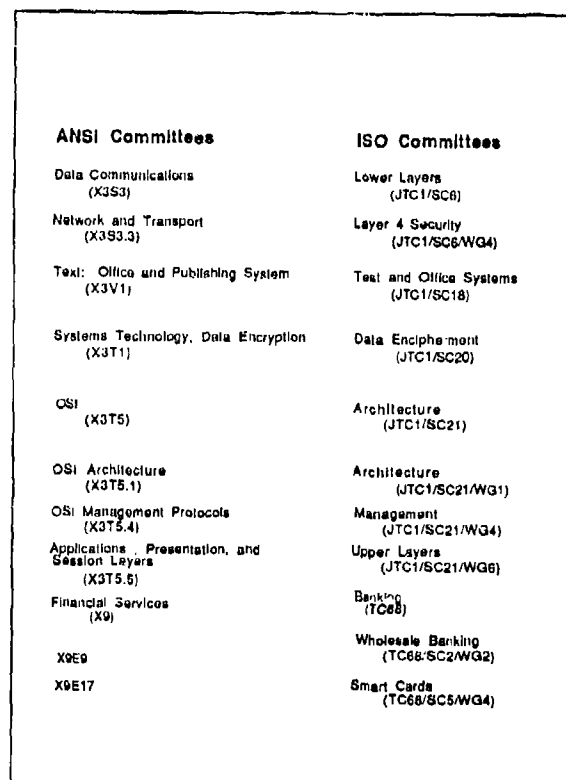 ANSI Committees
Data Communications
(X3S3)
Network and Transport
(X3S3.3)
Text: Office and Publishing System
(X3V1)
Systems Technology, Data Encryption
(X3T1)
OSI
(X3T5)
OSI Architecture
(X3T5.1)
OSI Management Protocols
(X3T5.4)
Applications, Presentation, and
Session Layers
(X3T5.5)
Financial Services
(X9)
X9E9
X9E17
ISO Committees
Lower Layers
(JTC1/SC6)
Layer 4 Security
(JTC1/SC6/WG4)
Text and Office Systems
(JTC1/SC18)
Data Encipherment
(JTC1/SC20)
Architecture
(JTC1/SC21)
Architecture
(JTC1/SC21/WG1)
Management
(JTC1/SC21/WG4)
Upper Layers
(JTC1/SC21/WG6)
Banking
(TC68)
Wholesale Banking
(TC68/SC2/WG2)
Smart Cards
(TC68/SC5/WG4)